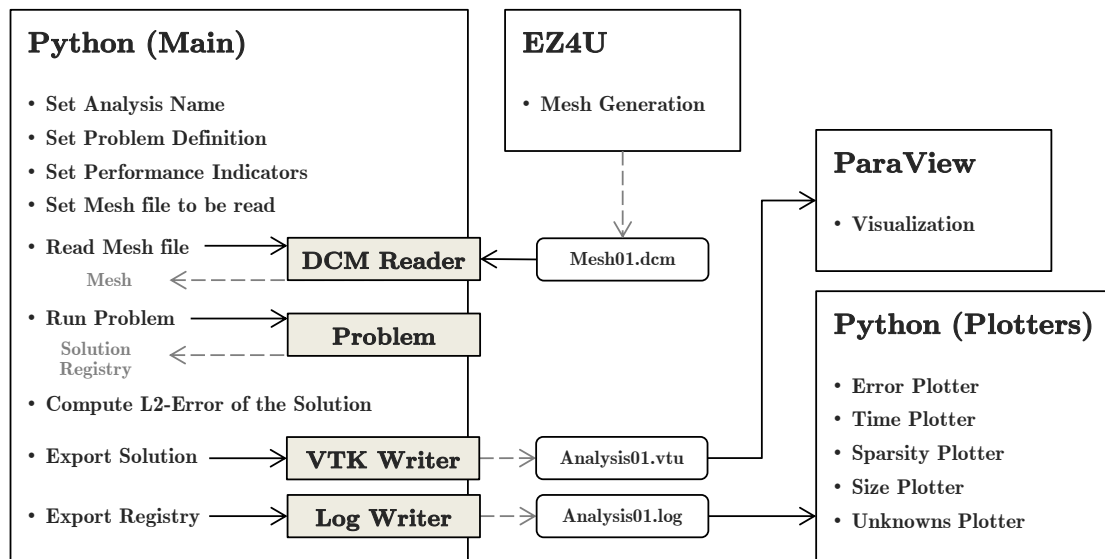 Python (Main)
• Set Analysis Name
• Set Problem Definition
• Set Performance Indicators
• Set Mesh file to be read
• Read Mesh file
DCM Reader
Mesh
• Run Problem
Problem
Solution
Registry
• Compute L2-Error of the Solution
• Export Solution
VTK Writer
• Export Registry
Log Writer
EZ4U
• Mesh Generation
Mesh01.dcm
Analysis01.vtu
Analysis01.log
ParaView
• Visualization
Python (Plotters)
• Error Plotter
• Time Plotter
• Sparsity Plotter
• Size Plotter
• Unknowns Plotter